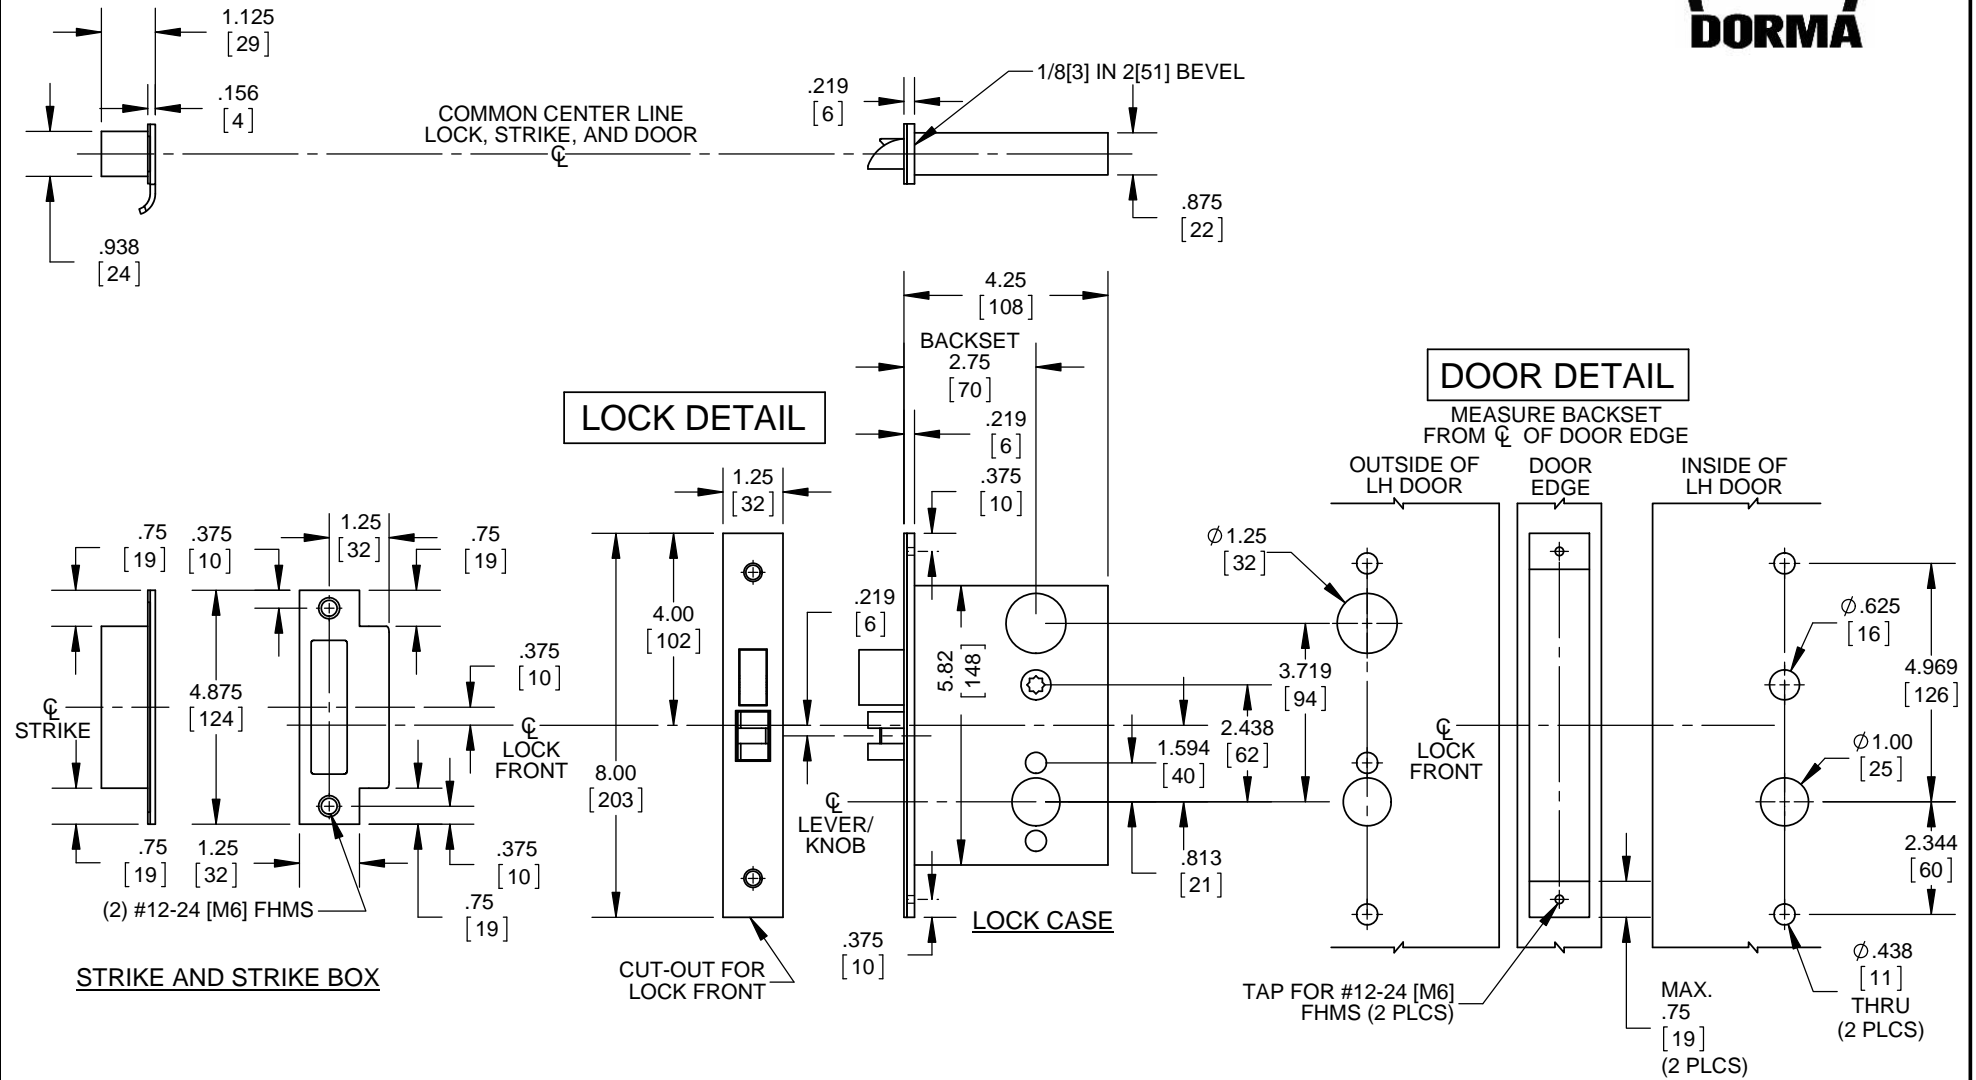 DORMA
1.125
[29]
.156
[4]
.938
[24]
COMMON CENTER LINE
LOCK, STRIKE, AND DOOR
℄
.219
[6]
1/8[3] IN 2[51] BEVEL
.875
[22]
4.25
[108]
BACKSET
2.75
[70]
.219
[6]
.375
[10]
LOCK DETAIL
DOOR DETAIL
MEASURE BACKSET
FROM ℄ OF DOOR EDGE
OUTSIDE OF
LH DOOR
DOOR
EDGE
INSIDE OF
LH DOOR
.75
[19]
.375
[10]
1.25
[32]
.75
[19]
℄
STRIKE
4.875
[124]
.375
[10]
℄
LOCK
FRONT
.75
[19]
1.25
[32]
.375
[10]
.75
[19]
(2) #12-24 [M6] FHMS
STRIKE AND STRIKE BOX
1.25
[32]
4.00
[102]
8.00
[203]
CUT-OUT FOR
LOCK FRONT
.219
[6]
5.82
[148]
℄
LEVER/
KNOB
3.719
[94]
2.438
[62]
1.594
[40]
.813
[21]
.375
[10]
LOCK CASE
∅1.25
[32]
℄
LOCK
FRONT
∅.625
[16]
4.969
[126]
∅1.00
[25]
2.344
[60]
∅.438
[11]
THRU
(2 PLCS)
TAP FOR #12-24 [M6]
FHMS (2 PLCS)
MAX.
.75
[19]
(2 PLCS)